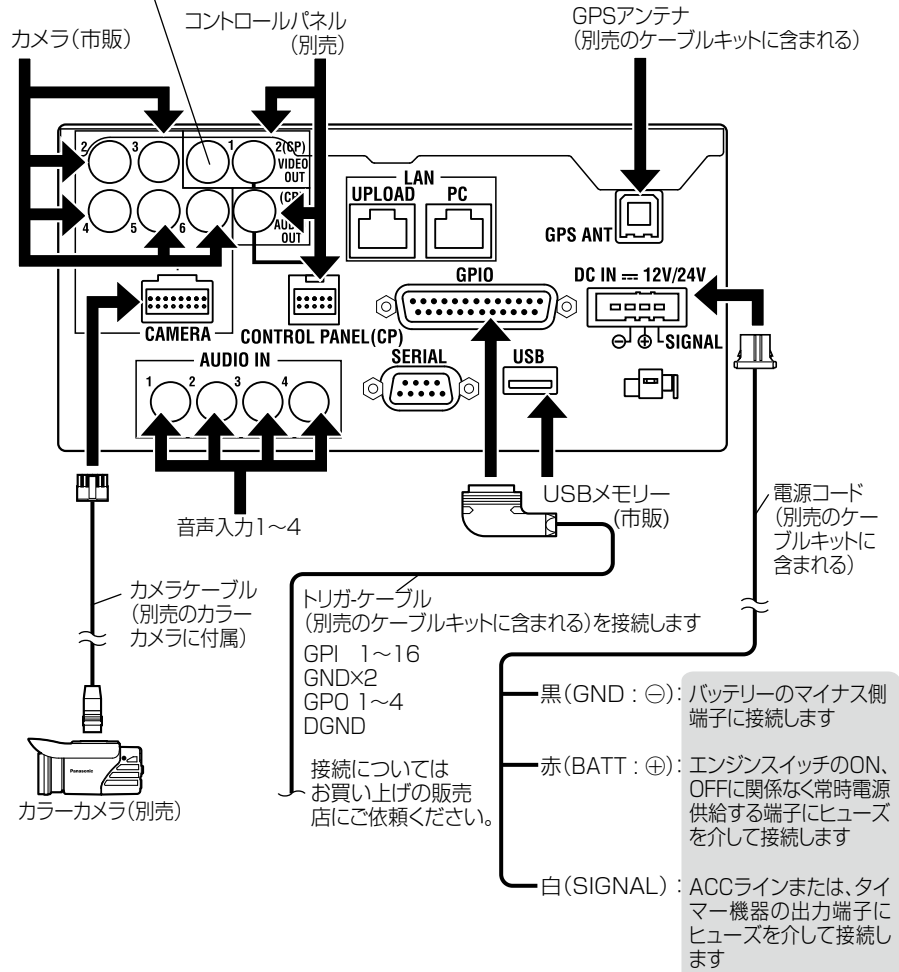 コントロールパネル
(別売)
GPSアンテナ
(別売のケーブルキットに含まれる)
カメラ(市販)
2
3
1
2(CP)
VIDEO
OUT
4
5
6
(CP)
AUDIO
OUT
LAN
UPLOAD
PC
GPS ANT
GPIO
DC IN ⎓ 12V/24V
CAMERA
CONTROL PANEL(CP)
⊖ ⊕ SIGNAL
AUDIO IN
1
2
3
4
SERIAL
USB
音声入力1〜4
USBメモリー
(市販)
電源コード
(別売のケー
ブルキットに
含まれる)
カメラケーブル
(別売のカラー
カメラに付属)
トリガ-ケーブル
(別売のケーブルキットに含まれる)を接続します
GPI 1〜16
GND×2
GPO 1〜4
DGND
接続については
お買い上げの販売
店にご依頼ください。
Panasonic
カラーカメラ(別売)
黒(GND : ⊖): バッテリーのマイナス側
端子に接続します
赤(BATT : ⊕): エンジンスイッチのON、
OFFに関係なく常時電源
供給する端子にヒューズ
を介して接続します
白(SIGNAL) : ACCラインまたは、タイ
マー機器の出力端子に
ヒューズを介して接続し
ます